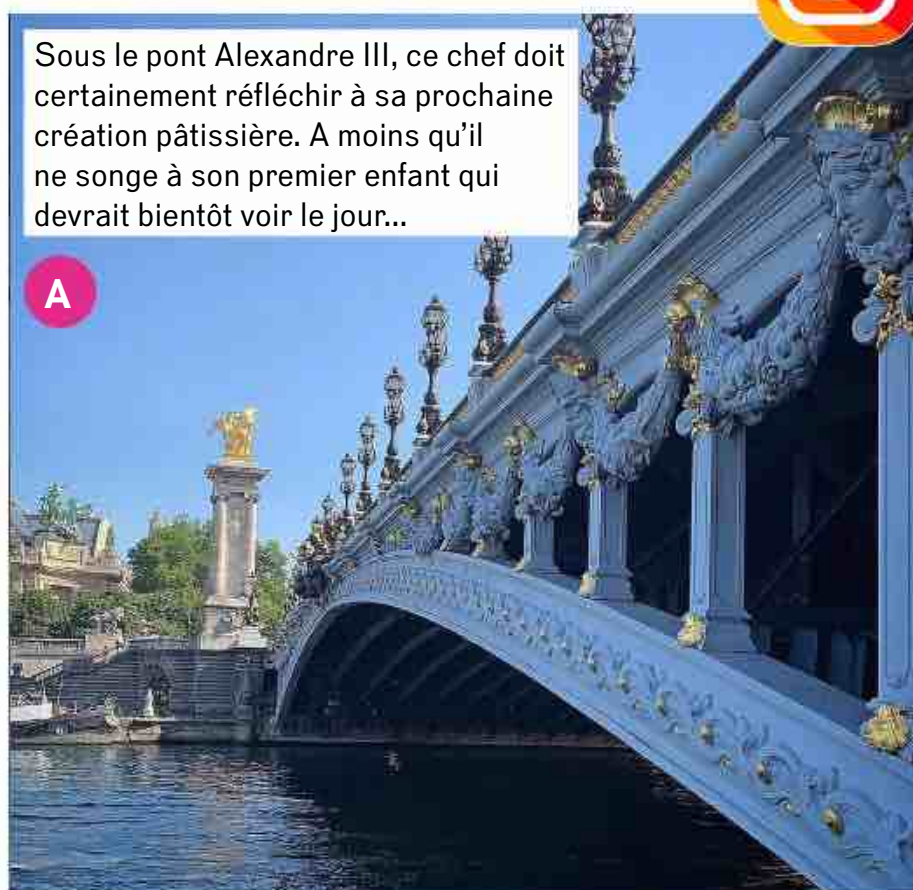 Sous le pont Alexandre III, ce chef doit
certainement réfléchir à sa prochaine
création pâtissière. A moins qu'il
ne songe à son premier enfant qui
devrait bientôt voir le jour...
A